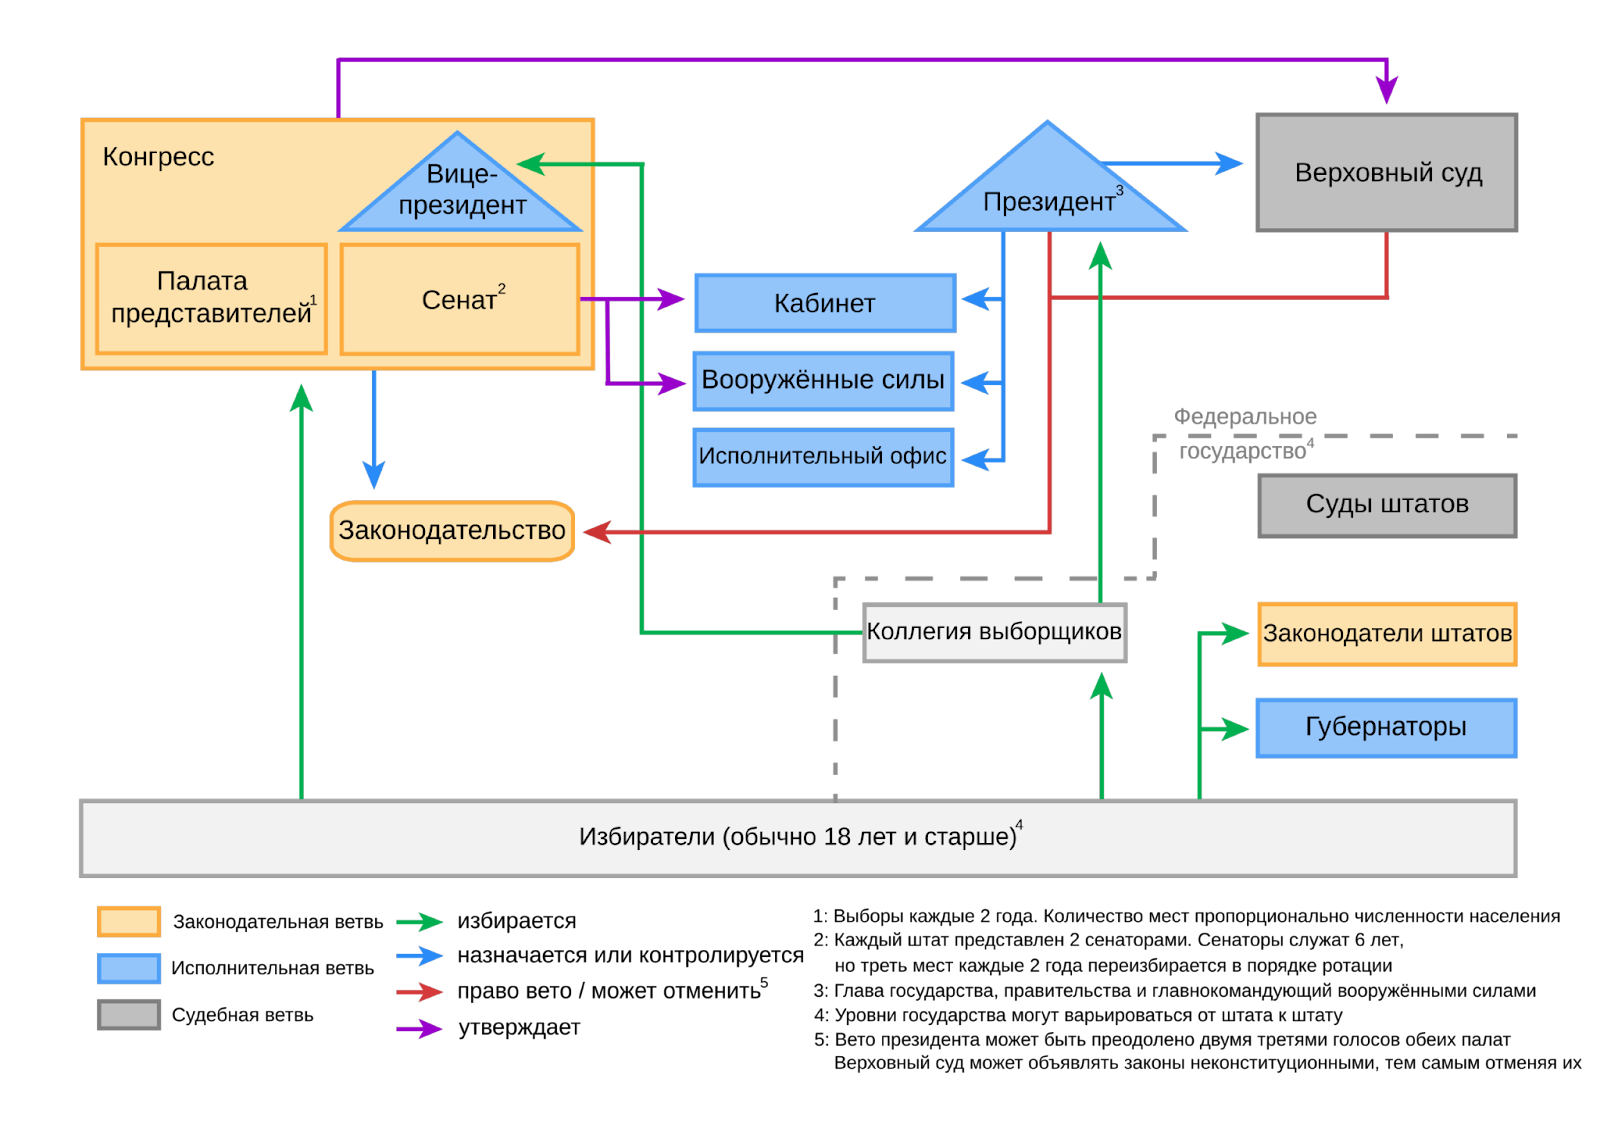 Конгресс
Вице-
президент
Палата
представителей1
Сенат2
Президент3
Верховный суд
Кабинет
Вооружённые силы
Исполнительный офис
Законодательство
Федеральное
государство4
Суды штатов
Коллегия выборщиков
Законодатели штатов
Губернаторы
Избиратели (обычно 18 лет и старше)4
Законодательная ветвь
Исполнительная ветвь
Судебная ветвь
избирается
назначается или контролируется
право вето / может отменить5
утверждает
1: Выборы каждые 2 года. Количество мест пропорционально численности населения
2: Каждый штат представлен 2 сенаторами. Сенаторы служат 6 лет,
но треть мест каждые 2 года переизбирается в порядке ротации
3: Глава государства, правительства и главнокомандующий вооружёнными силами
4: Уровни государства могут варьироваться от штата к штату
5: Вето президента может быть преодолено двумя третями голосов обеих палат
Верховный суд может объявлять законы неконституционными, тем самым отменяя их